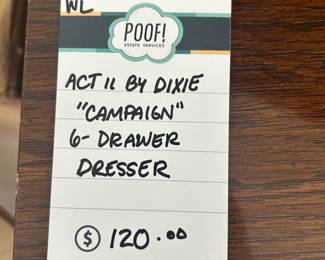 WL
POOF!
ESTATE SERVICES
ACT II BY DIXIE
"CAMPAIGN"
6- DRAWER
DRESSER
$ 120.00